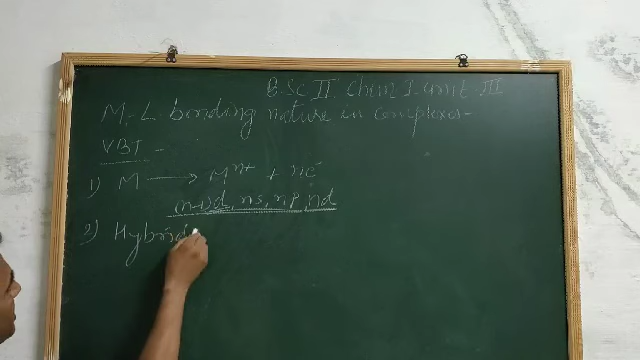 B.Sc II Chem I unit III
M-L bonding nature in complexes-
VBT -
1) M ⟶ Mⁿ⁺ + ne⁻
(n-1)d, ns, np, nd
2) Hybrid